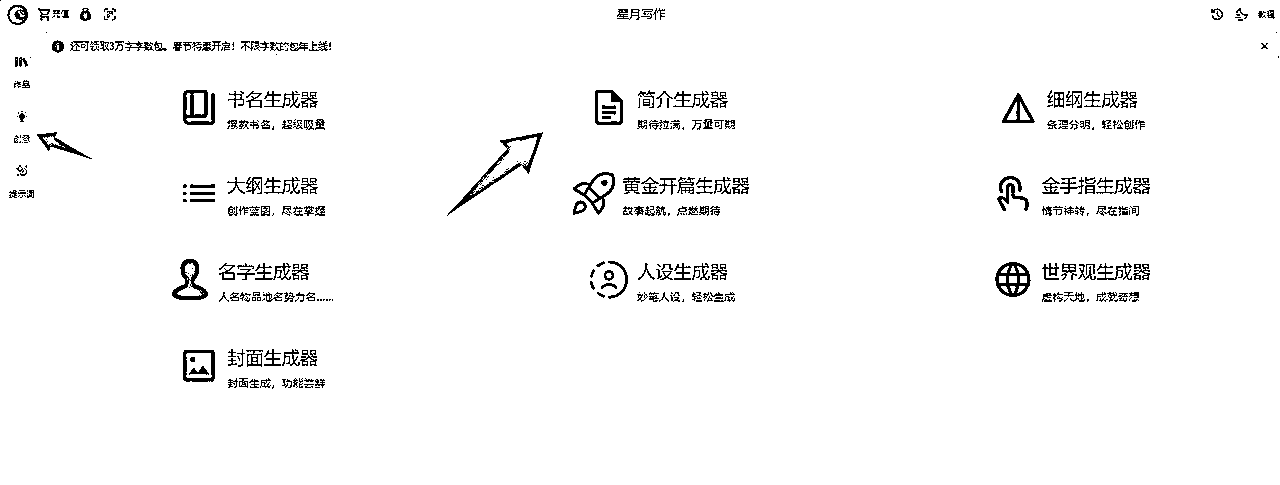 充值
星月写作
教程
还可领取3万字字数包。春节特惠开启！不限字数的包年上线！
作品
创意
提示词
书名生成器
爆款书名，超级吸量
简介生成器
期待拉满，万量可期
细纲生成器
条理分明，轻松创作
大纲生成器
创作蓝图，尽在掌握
黄金开篇生成器
故事起航，点燃期待
金手指生成器
情节神转，尽在指间
名字生成器
人名物品地名势力名......
人设生成器
妙笔人设，轻松生成
世界观生成器
虚构天地，成就奇想
封面生成器
封面生成，功能尝鲜